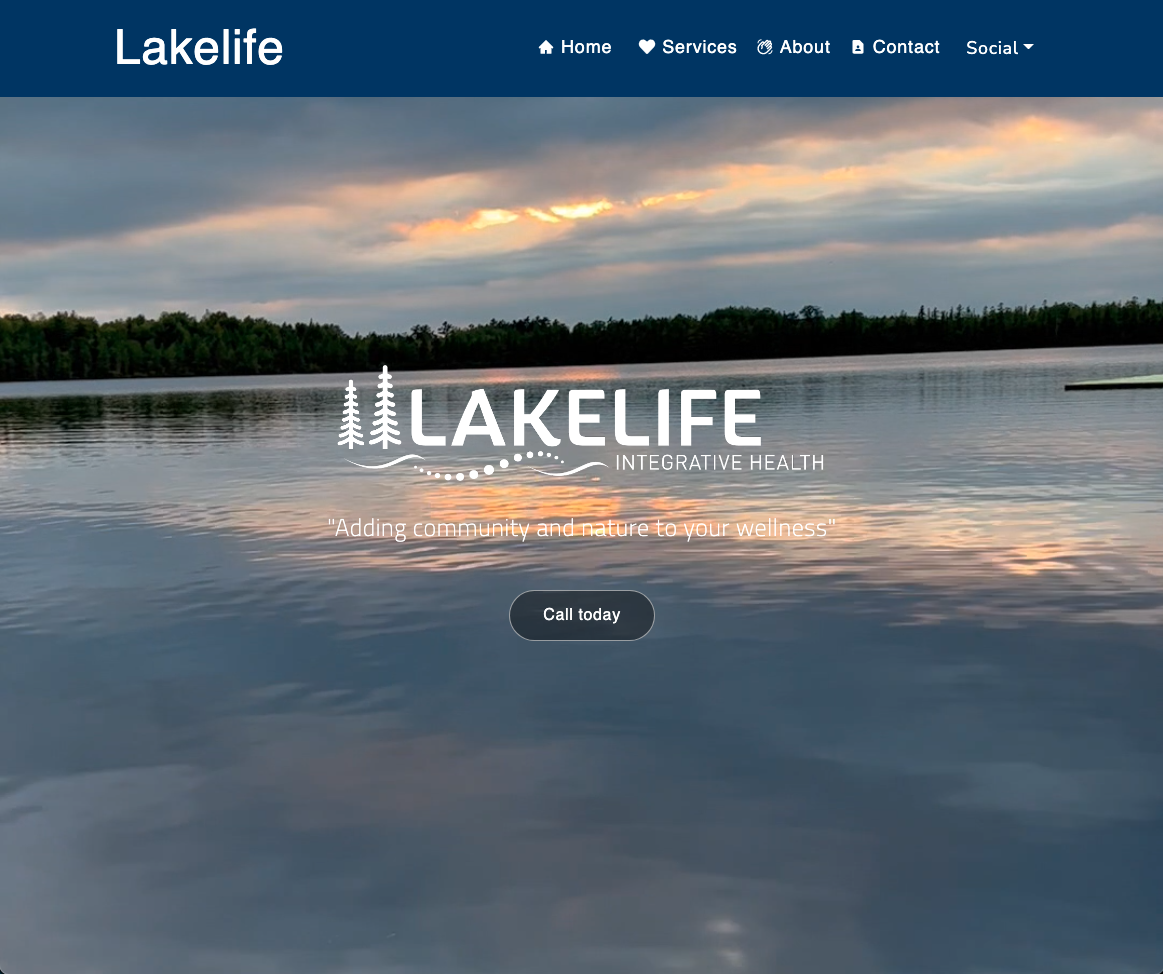 Lakelife
Home Services About Contact Social
LAKELIFE
INTEGRATIVE HEALTH
"Adding community and nature to your wellness"
Call today